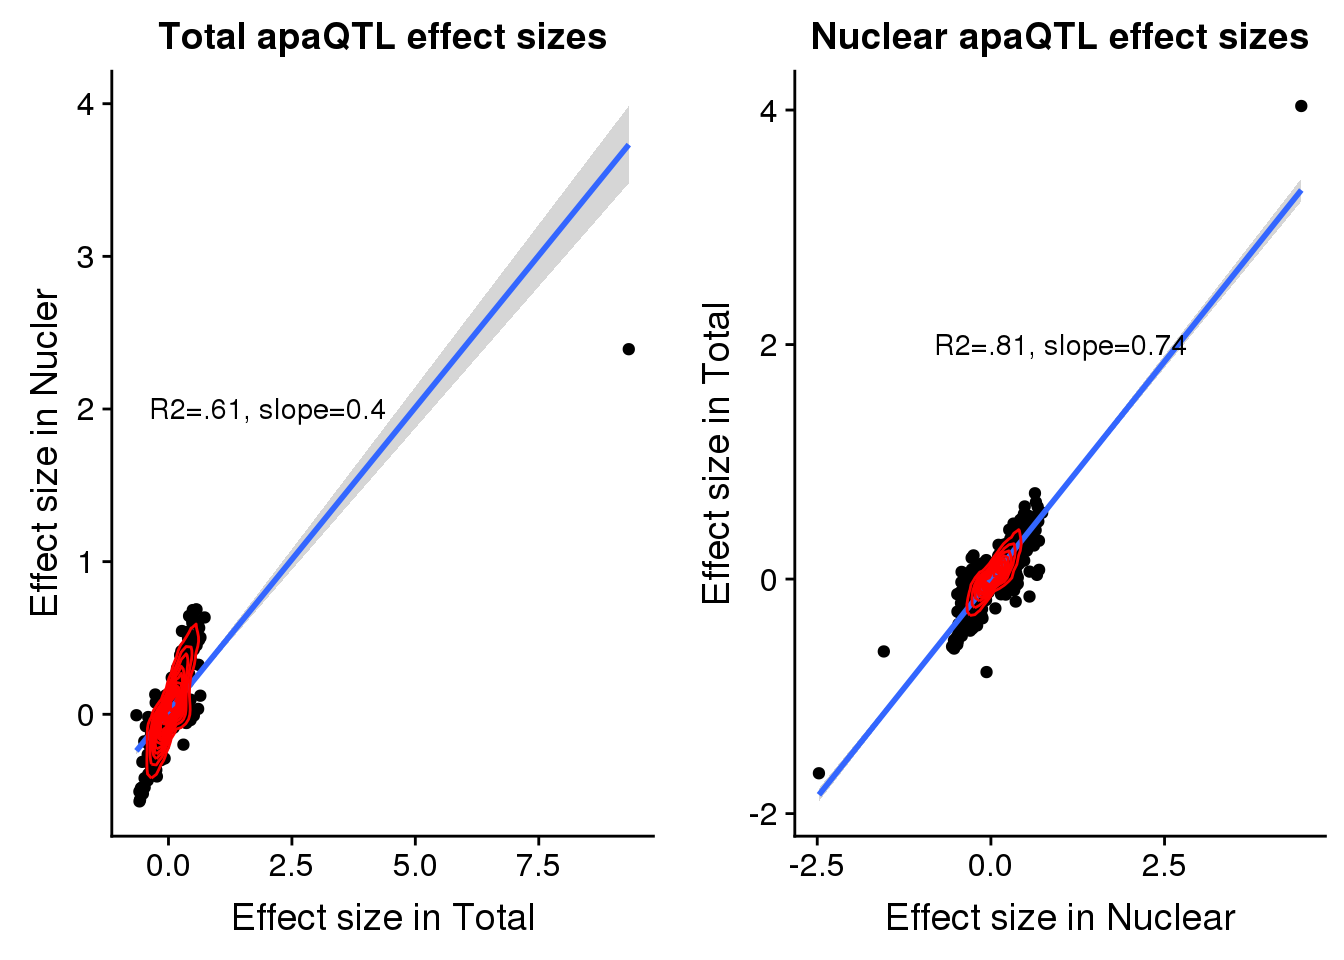 Total apaQTL effect sizes
Effect size in Nucler
4
3
2
1
0
R2=.61, slope=0.4
0.0 2.5 5.0 7.5
Effect size in Total
Nuclear apaQTL effect sizes
Effect size in Total
4
2
0
-2
R2=.81, slope=0.74
-2.5 0.0 2.5
Effect size in Nuclear